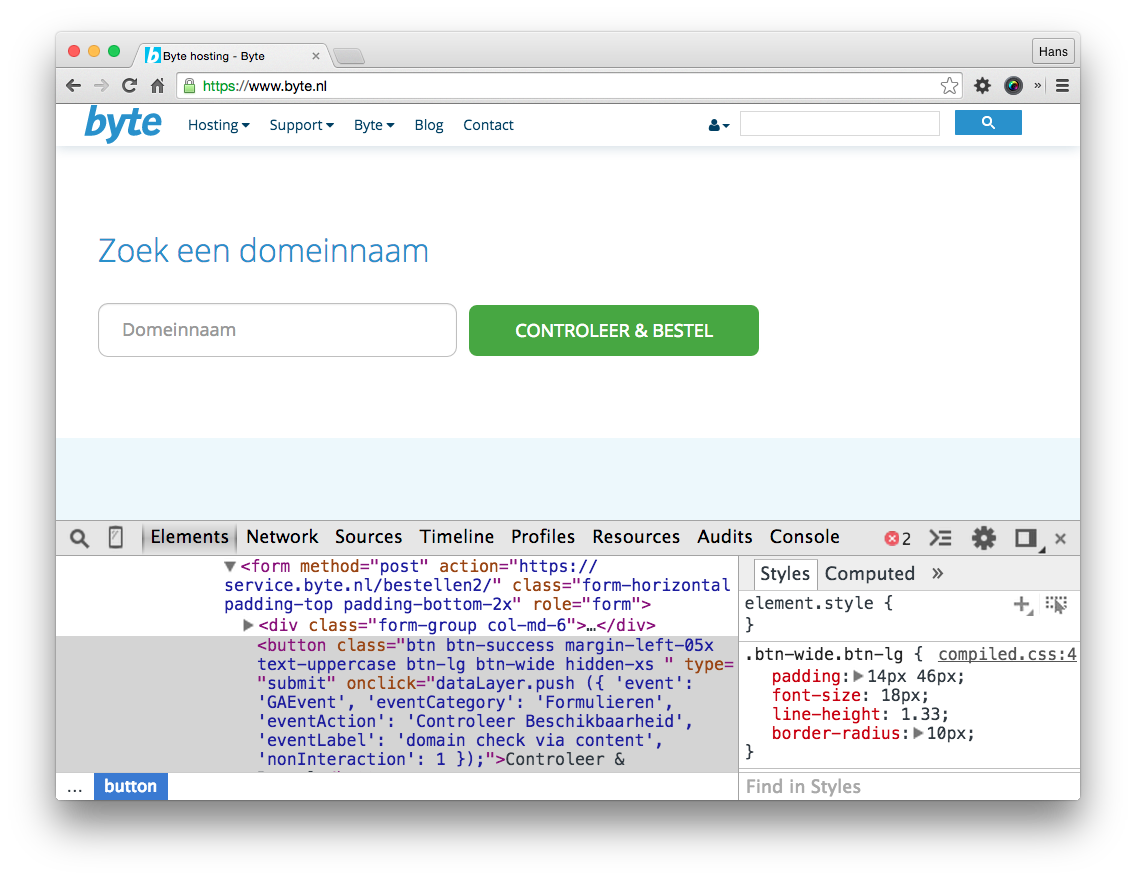 Byte hosting - Byte
Hans
https://www.byte.nl
byte Hosting Support Byte Blog Contact
Zoek een domeinnaam
Domeinnaam CONTROLEER & BESTEL
Elements Network Sources Timeline Profiles Resources Audits Console 2
<form method="post" action="https://
service.byte.nl/bestellen2/" class="form-horizontal
padding-top padding-bottom-2x" role="form">
<div class="form-group col-md-6">…</div>
<button class="btn btn-success margin-left-05x
text-uppercase btn-lg btn-wide hidden-xs " type=
"submit" onclick="dataLayer.push ({ 'event':
'GAEvent', 'eventCategory': 'Formulieren',
'eventAction': 'Controleer Beschikbaarheid',
'eventLabel': 'domain check via content',
'nonInteraction': 1 });">Controleer &
... button
Styles Computed »
element.style {
}
.btn-wide.btn-lg { compiled.css:4
padding: 14px 46px;
font-size: 18px;
line-height: 1.33;
border-radius: 10px;
}
Find in Styles